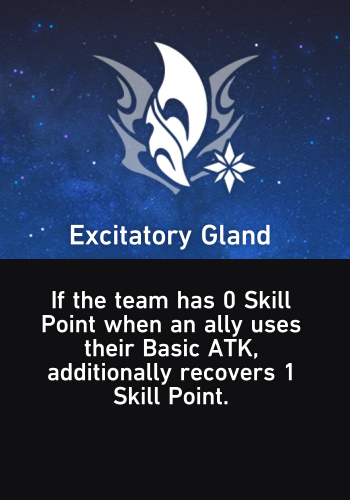 Excitatory Gland
If the team has 0 Skill
Point when an ally uses
their Basic ATK,
additionally recovers 1
Skill Point.